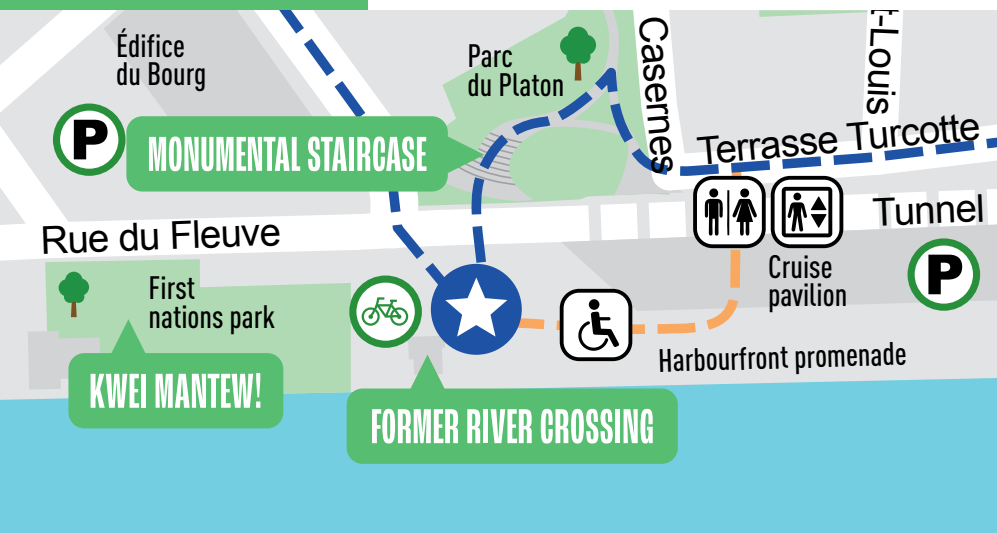 Édifice
du Bourg
P
MONUMENTAL STAIRCASE
Parc
du Platon
Casernes
t-Louis
Terrasse Turcotte
Rue du Fleuve
Tunnel
P
Cruise
pavilion
First
nations park
Harbourfront promenade
KWEI MANTEW!
FORMER RIVER CROSSING